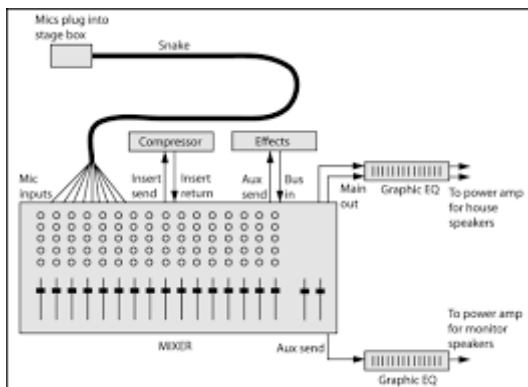 Mics plug into
stage box
Snake
Compressor
Effects
Mic
inputs
Insert
send
Insert
return
Aux
send
Bus
in
Main
out
Graphic EQ
To power amp
for house
speakers
MIXER
Aux send
Graphic EQ
To power amp
for monitor
speakers